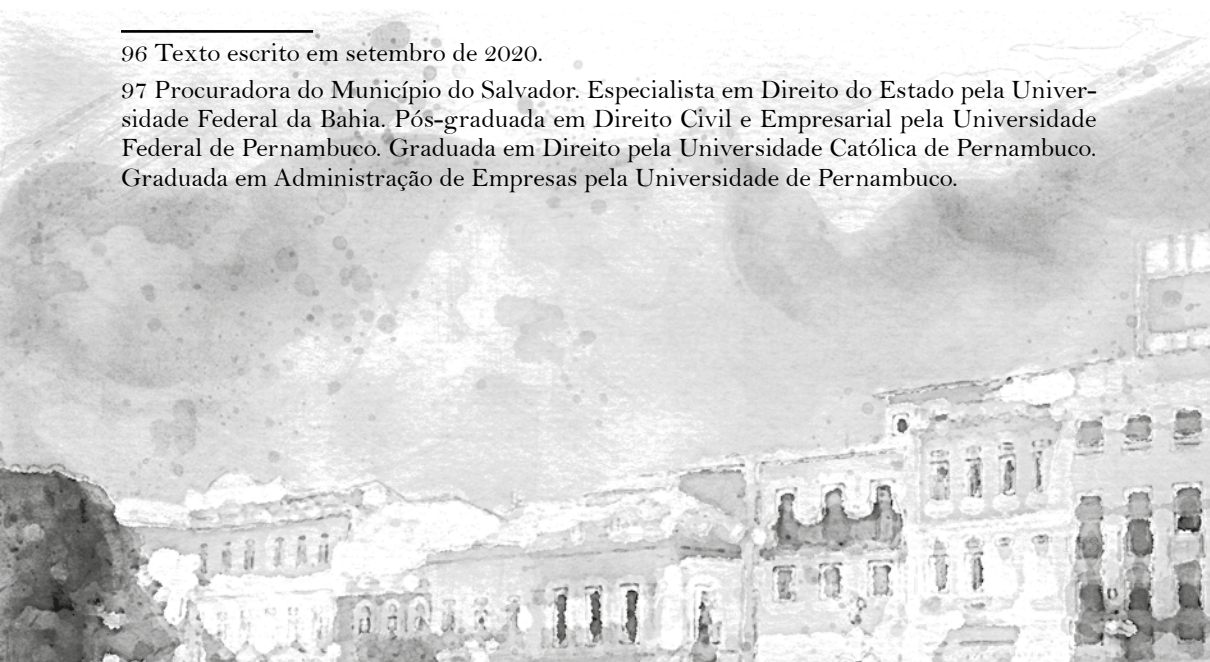 96 Texto escrito em setembro de 2020.
97 Procuradora do Município do Salvador. Especialista em Direito do Estado pela Univer-
sidade Federal da Bahia. Pós-graduada em Direito Civil e Empresarial pela Universidade
Federal de Pernambuco. Graduada em Direito pela Universidade Católica de Pernambuco.
Graduada em Administração de Empresas pela Universidade de Pernambuco.